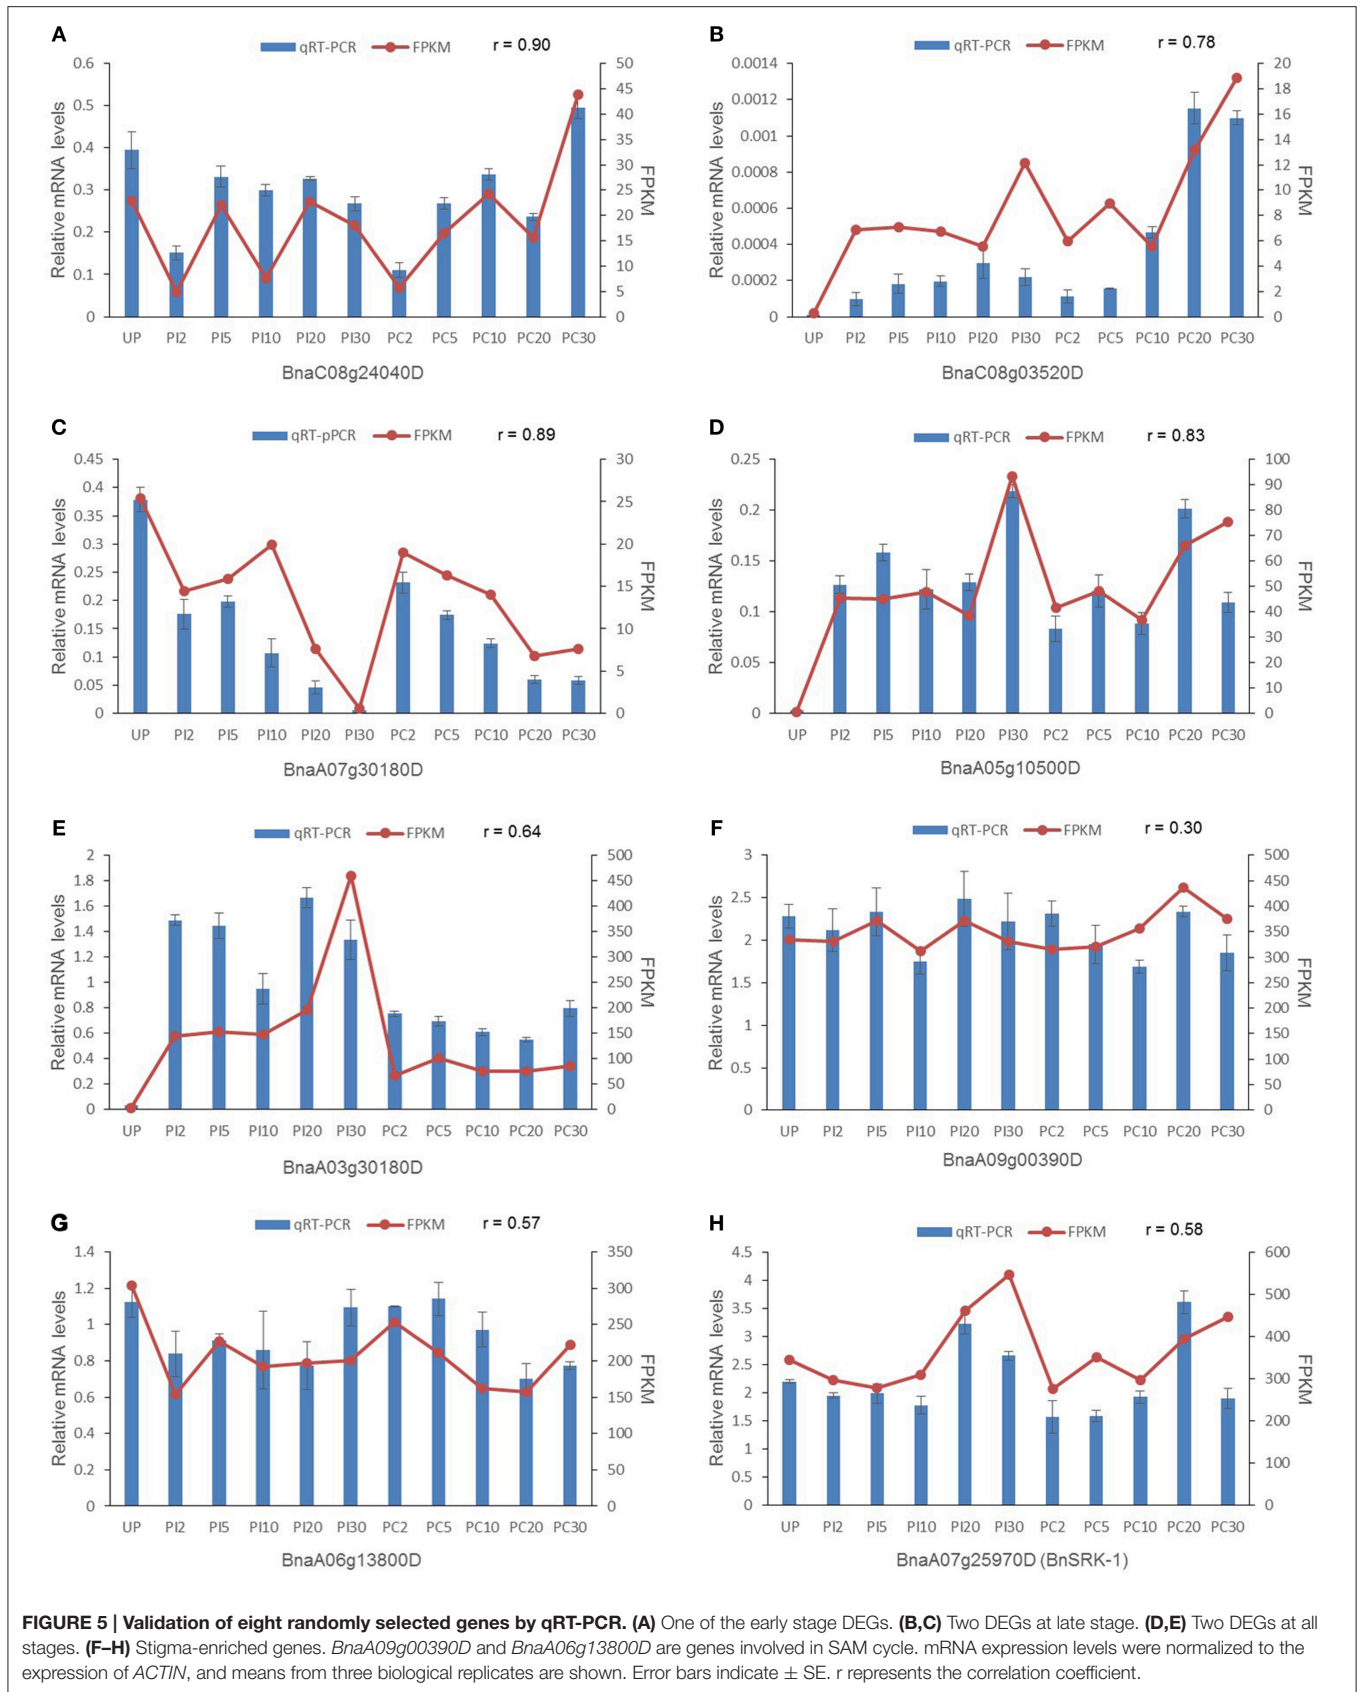 A
qRT-PCR FPKM r = 0.90
0.6 50
0.5 45
0.4 40
0.3 35
0.2 30
0.1 25
0 20
15
10
5
0
Relative mRNA levels
FPKM
UP PI2 PI5 PI10 PI20 PI30 PC2 PC5 PC10 PC20 PC30
BnaC08g24040D
B
qRT-PCR FPKM r = 0.78
0.0014 20
0.0012 18
0.001 16
0.0008 14
0.0006 12
0.0004 10
0.0002 8
0 6
4
2
0
Relative mRNA levels
FPKM
UP PI2 PI5 PI10 PI20 PI30 PC2 PC5 PC10 PC20 PC30
BnaC08g03520D
C
qRT-pPCR FPKM r = 0.89
0.45 30
0.4 25
0.35 20
0.3 15
0.25 10
0.2 5
0.15 0
0.1
0.05
0
Relative mRNA levels
FPKM
UP PI2 PI5 PI10 PI20 PI30 PC2 PC5 PC10 PC20 PC30
BnaA07g30180D
D
qRT-PCR FPKM r = 0.83
0.25 100
0.2 90
0.15 80
0.1 70
0.05 60
0 50
40
30
20
10
0
Relative mRNA levels
FPKM
UP PI2 PI5 PI10 PI20 PI30 PC2 PC5 PC10 PC20 PC30
BnaA05g10500D
E
qRT-PCR FPKM r = 0.64
2 500
1.8 450
1.6 400
1.4 350
1.2 300
1 250
0.8 200
0.6 150
0.4 100
0.2 50
0 0
Relative mRNA levels
FPKM
UP PI2 PI5 PI10 PI20 PI30 PC2 PC5 PC10 PC20 PC30
BnaA03g30180D
F
qRT-PCR FPKM r = 0.30
3 500
2.5 450
2 400
1.5 350
1 300
0.5 250
0 200
150
100
50
0
Relative mRNA levels
FPKM
UP PI2 PI5 PI10 PI20 PI30 PC2 PC5 PC10 PC20 PC30
BnaA09g00390D
G
qRT-PCR FPKM r = 0.57
1.4 350
1.2 300
1 250
0.8 200
0.6 150
0.4 100
0.2 50
0 0
Relative mRNA levels
FPKM
UP PI2 PI5 PI10 PI20 PI30 PC2 PC5 PC10 PC20 PC30
BnaA06g13800D
H
qRT-PCR FPKM r = 0.58
4.5 600
4 500
3.5 400
3 300
2.5 200
2 100
1.5 0
1
0.5
0
Relative mRNA levels
FPKM
UP PI2 PI5 PI10 PI20 PI30 PC2 PC5 PC10 PC20 PC30
BnaA07g25970D (BnSRK-1)
FIGURE 5 | Validation of eight randomly selected genes by qRT-PCR. (A) One of the early stage DEGs. (B,C) Two DEGs at late stage. (D,E) Two DEGs at all
stages. (F–H) Stigma-enriched genes. BnaA09g00390D and BnaA06g13800D are genes involved in SAM cycle. mRNA expression levels were normalized to the
expression of ACTIN, and means from three biological replicates are shown. Error bars indicate ± SE. r represents the correlation coefficient.